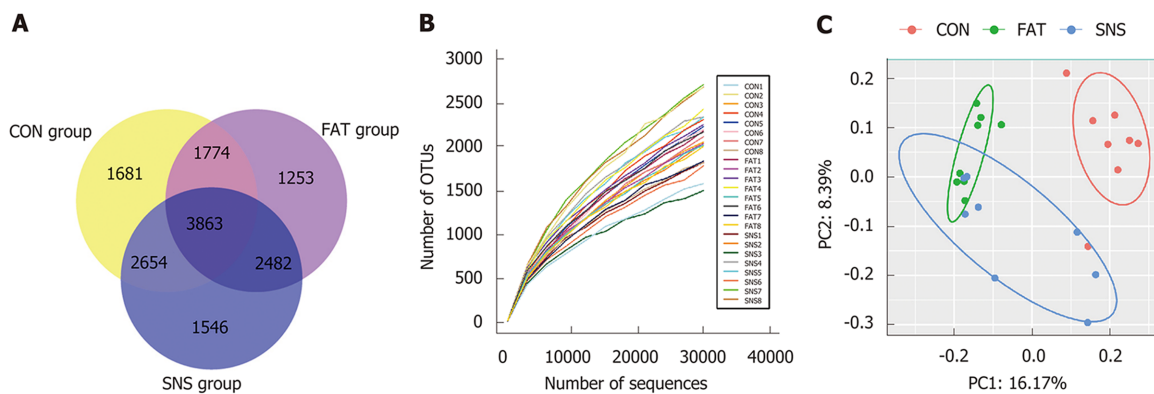 A
CON group
FAT group
1681
1774
1253
3863
2654
2482
1546
SNS group
B
Number of OTUs
3000
2500
2000
1500
1000
500
0
0 10000 20000 30000 40000
Number of sequences
CON1
CON2
CON3
CON4
CON5
CON6
CON7
CON8
FAT1
FAT2
FAT3
FAT4
FAT5
FAT6
FAT7
FAT8
SNS1
SNS2
SNS3
SNS4
SNS5
SNS6
SNS7
SNS8
C
CON FAT SNS
PC2: 8.39%
0.2
0.1
0.0
-0.1
-0.2
-0.3
-0.2 0.0 0.2
PC1: 16.17%